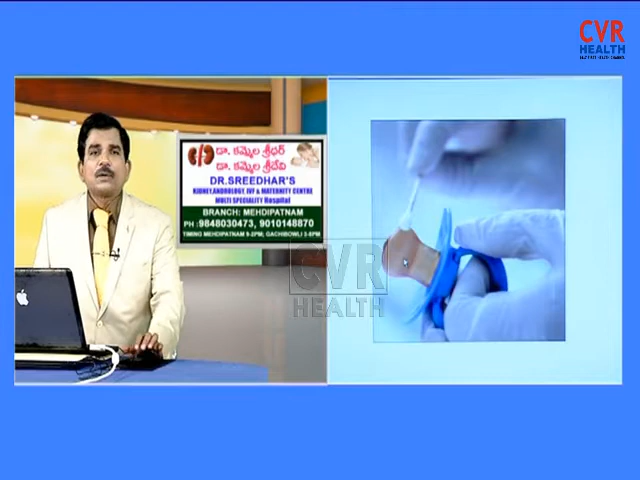 CVR
HEALTH
డా. కమ్మెల శ్రీధర్
డా. కమ్మెల శ్రీదేవి
DR.SREEDHAR'S
KIDNEY,ANDROLOGY, IVF & MATERNITY CENTRE
MULTI SPECIALITY Hospital
BRANCH: MEHDIPATNAM
PH :9848030473, 9010148870
TIMING MEHDIPATNAM 9-2PM; GACHIBOWLI 3-8PM
CVR
HEALTH